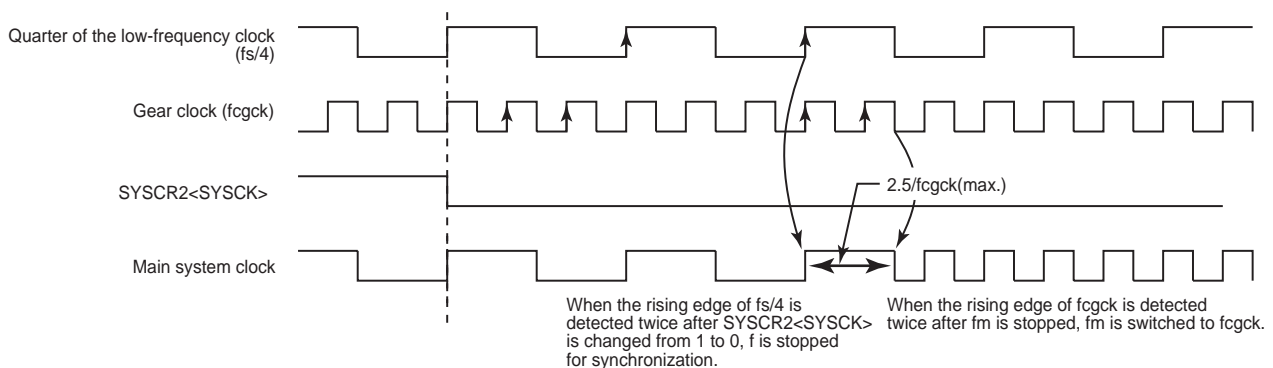 Quarter of the low-frequency clock
(fs/4)
Gear clock (fcgck)
SYSCR2<SYSCK>
2.5/fcgck(max.)
Main system clock
When the rising edge of fs/4 is
detected twice after SYSCR2<SYSCK>
is changed from 1 to 0, f is stopped
for synchronization.
When the rising edge of fcgck is detected
twice after fm is stopped, fm is switched to fcgck.